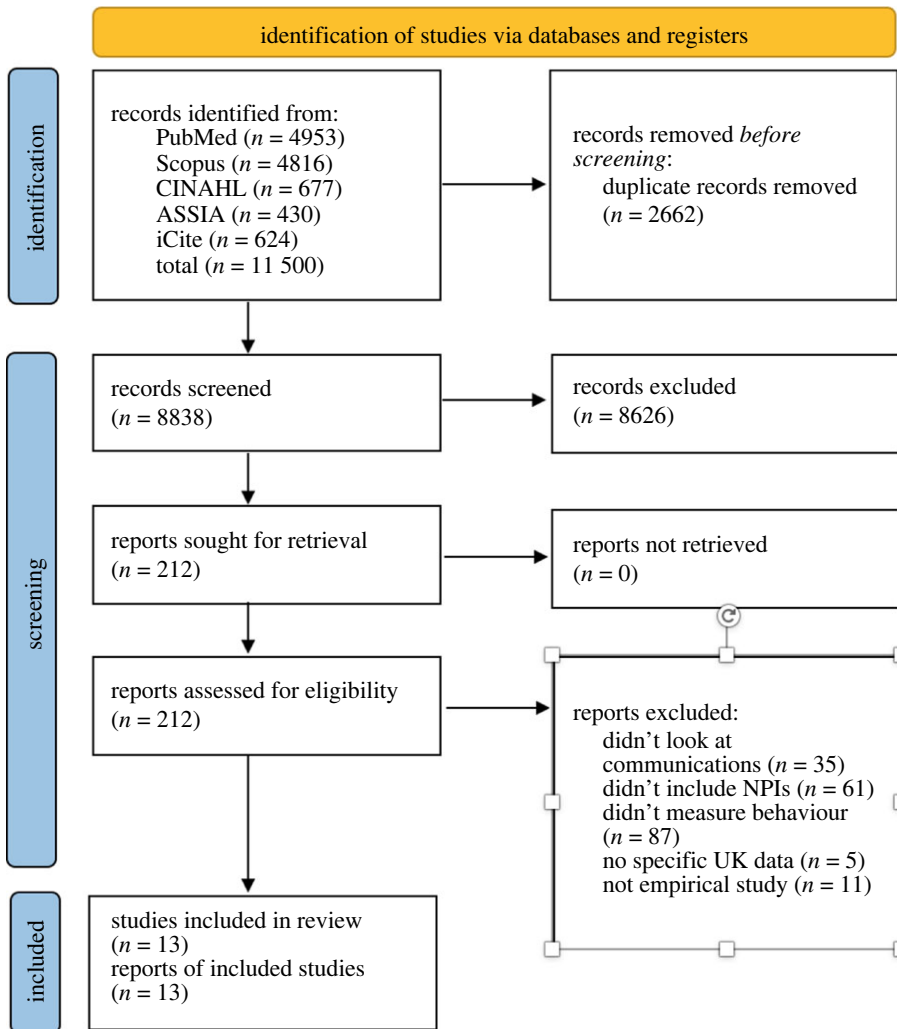 identification of studies via databases and registers
identification
records identified from:
PubMed (n = 4953)
Scopus (n = 4816)
CINAHL (n = 677)
ASSIA (n = 430)
iCite (n = 624)
total (n = 11 500)
records removed before
screening:
duplicate records removed
(n = 2662)
screening
records screened
(n = 8838)
records excluded
(n = 8626)
reports sought for retrieval
(n = 212)
reports not retrieved
(n = 0)
reports assessed for eligibility
(n = 212)
reports excluded:
didn't look at
communications (n = 35)
didn't include NPIs (n = 61)
didn't measure behaviour
(n = 87)
no specific UK data (n = 5)
not empirical study (n = 11)
included
studies included in review
(n = 13)
reports of included studies
(n = 13)